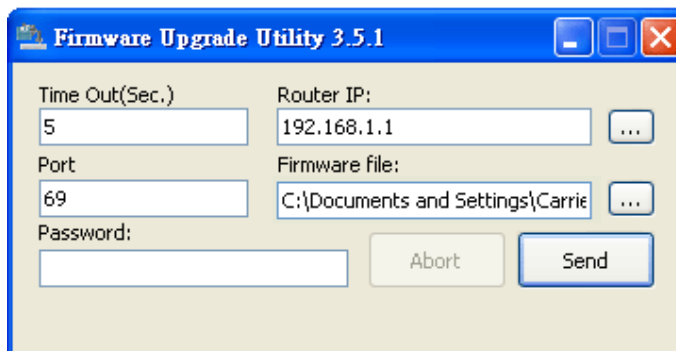 Firmware Upgrade Utility 3.5.1
Time Out(Sec.) Router IP:
5 192.168.1.1 ...
Port Firmware file:
69 C:\Documents and Settings\Carrie ...
Password:
Abort Send